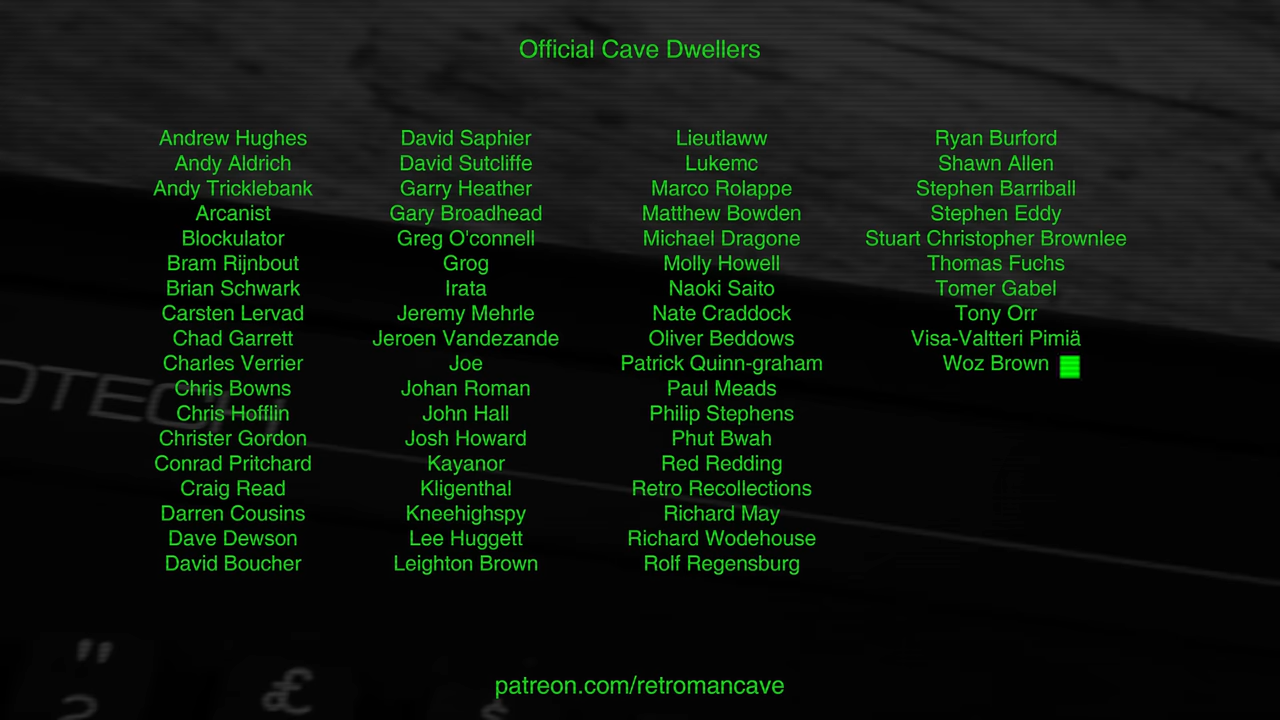 Official Cave Dwellers
Andrew Hughes
Andy Aldrich
Andy Tricklebank
Arcanist
Blockulator
Bram Rijnbout
Brian Schwark
Carsten Lervad
Chad Garrett
Charles Verrier
Chris Bowns
Chris Hofflin
Christer Gordon
Conrad Pritchard
Craig Read
Darren Cousins
Dave Dewson
David Boucher
David Saphier
David Sutcliffe
Garry Heather
Gary Broadhead
Greg O'connell
Grog
Irata
Jeremy Mehrle
Jeroen Vandezande
Joe
Johan Roman
John Hall
Josh Howard
Kayanor
Kligenthal
Kneehighspy
Lee Huggett
Leighton Brown
Lieutlaww
Lukemc
Marco Rolappe
Matthew Bowden
Michael Dragone
Molly Howell
Naoki Saito
Nate Craddock
Oliver Beddows
Patrick Quinn-graham
Paul Meads
Philip Stephens
Phut Bwah
Red Redding
Retro Recollections
Richard May
Richard Wodehouse
Rolf Regensburg
Ryan Burford
Shawn Allen
Stephen Barriball
Stephen Eddy
Stuart Christopher Brownlee
Thomas Fuchs
Tomer Gabel
Tony Orr
Visa-Valtteri Pimiä
Woz Brown
"
£
patreon.com/retromancave